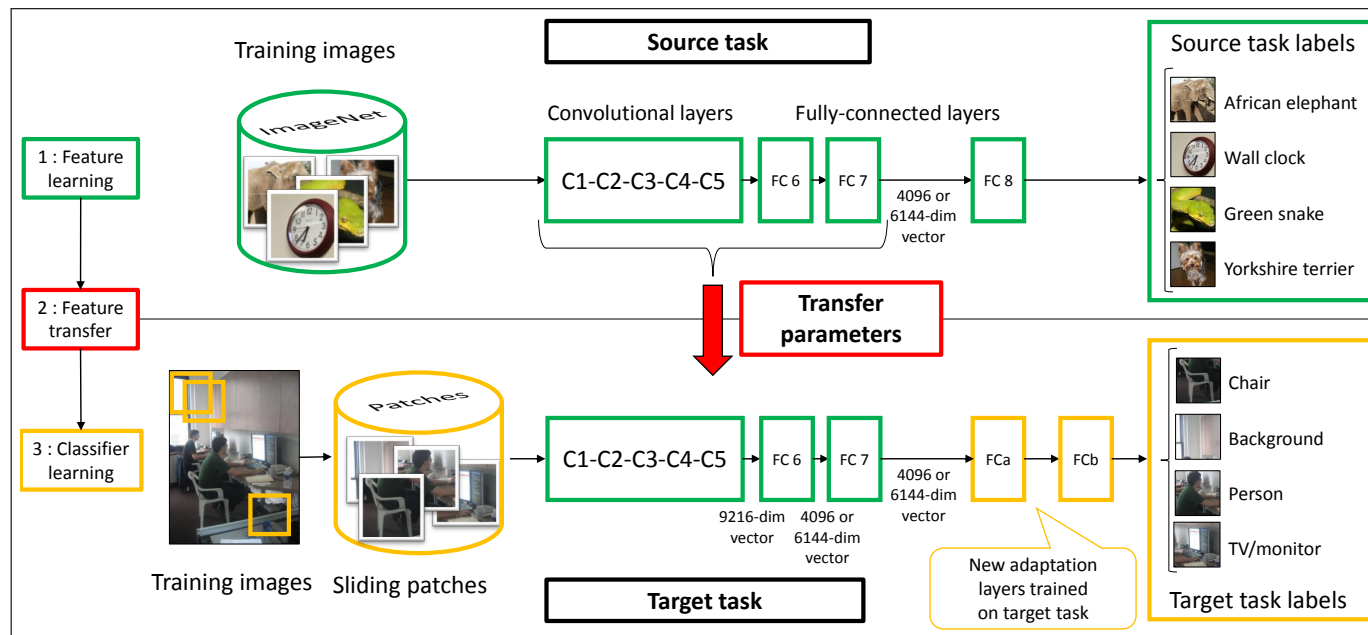 Source task
Training images
ImageNet
1 : Feature
learning
2 : Feature
transfer
3 : Classifier
learning
Convolutional layers
Fully-connected layers
C1-C2-C3-C4-C5
FC 6
FC 7
4096 or
6144-dim
vector
FC 8
Source task labels
African elephant
Wall clock
Green snake
Yorkshire terrier
Transfer
parameters
Training images
Patches
Sliding patches
C1-C2-C3-C4-C5
9216-dim
vector
FC 6
4096 or
6144-dim
vector
FC 7
4096 or
6144-dim
vector
FCa
FCb
New adaptation
layers trained
on target task
Target task
Chair
Background
Person
TV/monitor
Target task labels